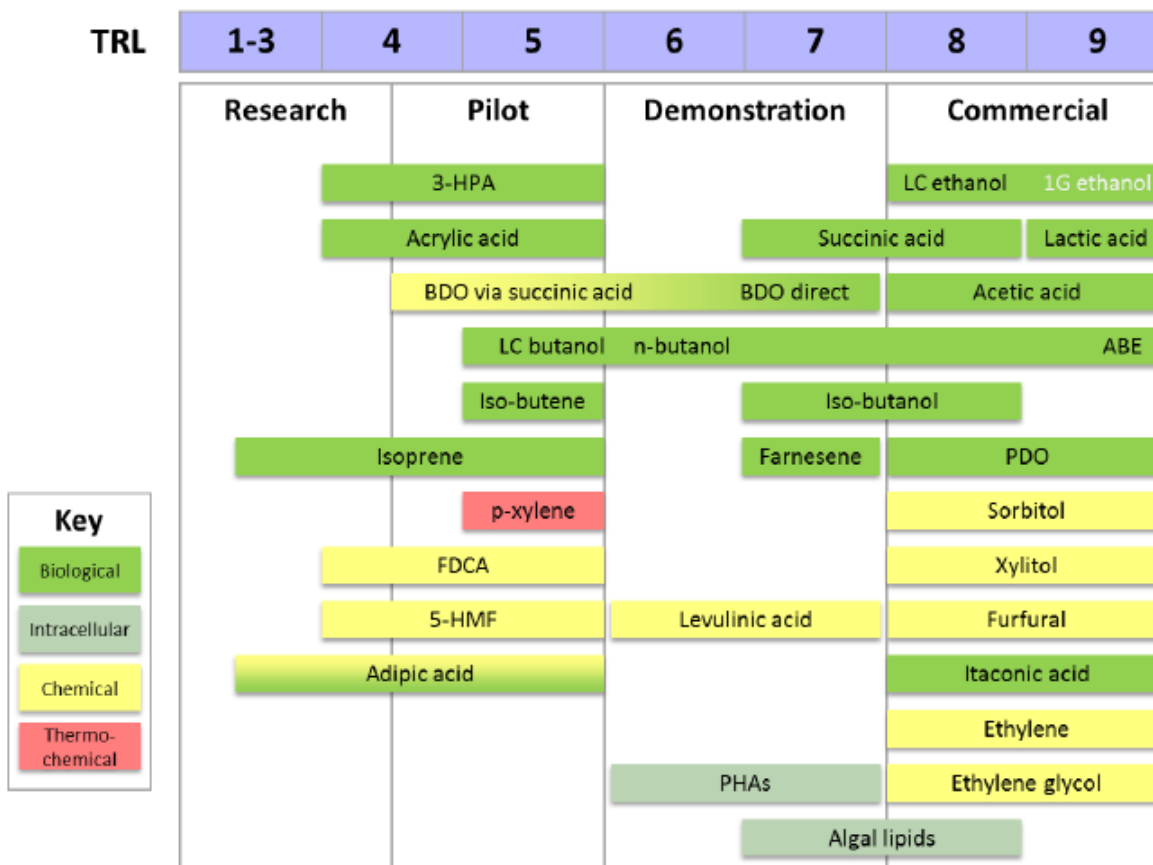 TRL 1-3 4 5 6 7 8 9
Research Pilot Demonstration Commercial
3-HPA LC ethanol 1G ethanol
Acrylic acid Succinic acid Lactic acid
BDO via succinic acid BDO direct Acetic acid
LC butanol n-butanol ABE
Iso-butene Iso-butanol
Isoprene Farnesene PDO
p-xylene Sorbitol
FDCA Xylitol
5-HMF Levulinic acid Furfural
Adipic acid Itaconic acid
Ethylene
PHAs Ethylene glycol
Algal lipids
Key
Biological
Intracellular
Chemical
Thermo-
chemical